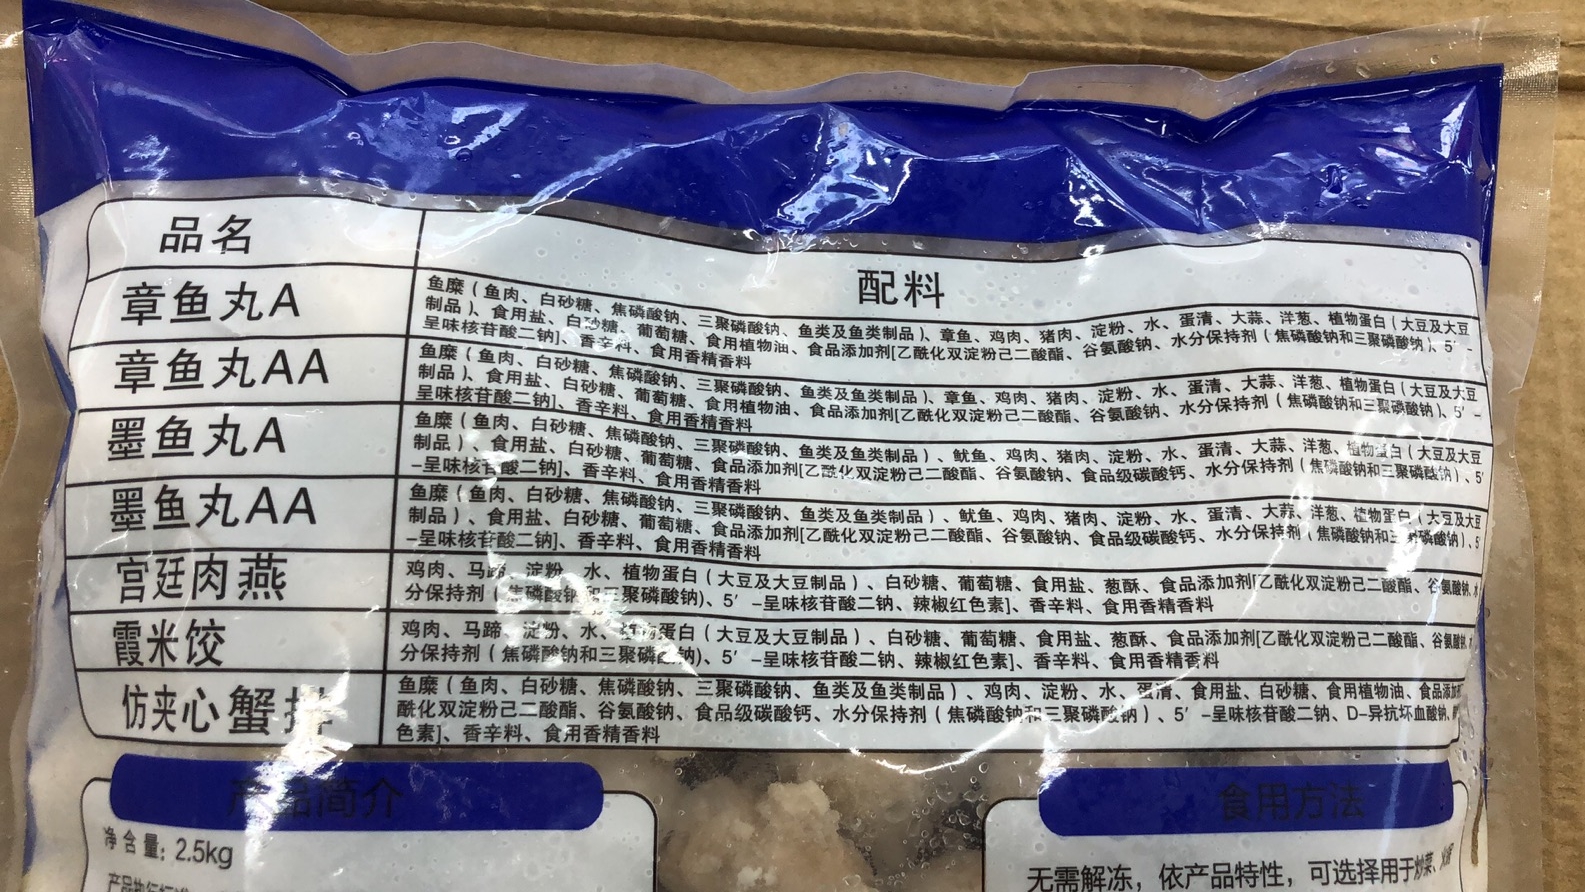 品名
配料
章鱼丸A
鱼糜（鱼肉、白砂糖、焦磷酸钠、三聚磷酸钠、鱼类及鱼类制品）、章鱼、鸡肉、猪肉、淀粉、水、蛋清、大蒜、洋葱、植物蛋白（大豆及大豆
制品）、食用盐、白砂糖、葡萄糖、食用植物油、食品添加剂[乙酰化双淀粉己二酸酯、谷氨酸钠、水分保持剂（焦磷酸钠和三聚磷酸钠）、5′-
呈味核苷酸二钠]、香辛料、食用香精香料
章鱼丸AA
鱼糜（鱼肉、白砂糖、焦磷酸钠、三聚磷酸钠、鱼类及鱼类制品）、章鱼、鸡肉、猪肉、淀粉、水、蛋清、大蒜、洋葱、植物蛋白（大豆及大豆
制品）、食用盐、白砂糖、葡萄糖、食用植物油、食品添加剂[乙酰化双淀粉己二酸酯、谷氨酸钠、水分保持剂（焦磷酸钠和三聚磷酸钠）、5′-
呈味核苷酸二钠]、香辛料、食用香精香料
墨鱼丸A
鱼糜（鱼肉、白砂糖、焦磷酸钠、三聚磷酸钠、鱼类及鱼类制品）、鱿鱼、鸡肉、猪肉、淀粉、水、蛋清、大蒜、洋葱、植物蛋白（大豆及大豆
制品）、食用盐、白砂糖、葡萄糖、食品添加剂[乙酰化双淀粉己二酸酯、谷氨酸钠、食品级碳酸钙、水分保持剂（焦磷酸钠和三聚磷酸钠）、5′
-呈味核苷酸二钠]、香辛料、食用香精香料
墨鱼丸AA
鱼糜（鱼肉、白砂糖、焦磷酸钠、三聚磷酸钠、鱼类及鱼类制品）、鱿鱼、鸡肉、猪肉、淀粉、水、蛋清、大蒜、洋葱、植物蛋白（大豆及大豆
制品）、食用盐、白砂糖、葡萄糖、食品添加剂[乙酰化双淀粉己二酸酯、谷氨酸钠、食品级碳酸钙、水分保持剂（焦磷酸钠和三聚磷酸钠）、5′
-呈味核苷酸二钠]、香辛料、食用香精香料
宫廷肉燕
鸡肉、马蹄、淀粉、水、植物蛋白（大豆及大豆制品）、白砂糖、葡萄糖、食用盐、葱酥、食品添加剂[乙酰化双淀粉己二酸酯、谷氨酸钠、水
分保持剂（焦磷酸钠和三聚磷酸钠）、5′-呈味核苷酸二钠、辣椒红色素]、香辛料、食用香精香料
霞米饺
鸡肉、马蹄、淀粉、水、植物蛋白（大豆及大豆制品）、白砂糖、葡萄糖、食用盐、葱酥、食品添加剂[乙酰化双淀粉己二酸酯、谷氨酸钠、
分保持剂（焦磷酸钠和三聚磷酸钠）、5′-呈味核苷酸二钠、辣椒红色素]、香辛料、食用香精香料
仿夹心蟹排
鱼糜（鱼肉、白砂糖、焦磷酸钠、三聚磷酸钠、鱼类及鱼类制品）、鸡肉、淀粉、水、蛋清、食用盐、白砂糖、食用植物油、食品添加
酰化双淀粉己二酸酯、谷氨酸钠、食品级碳酸钙、水分保持剂（焦磷酸钠和三聚磷酸钠）、5′-呈味核苷酸二钠、D-异抗坏血酸钠、
色素]、香辛料、食用香精香料
产品简介
净含量：2.5kg
食用方法
无需解冻，依产品特性，可选择用于炒菜、